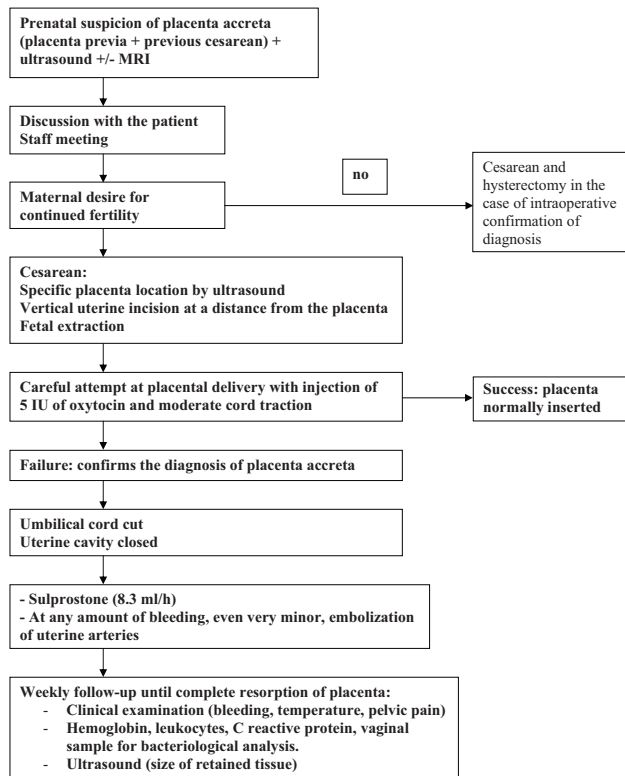 Prenatal suspicion of placenta accreta
(placenta previa + previous cesarean) +
ultrasound +/- MRI
Discussion with the patient
Staff meeting
no
Maternal desire for
continued fertility
Cesarean and
hysterectomy in the
case of intraoperative
confirmation of
diagnosis
Cesarean:
Specific placenta location by ultrasound
Vertical uterine incision at a distance from the placenta
Fetal extraction
Careful attempt at placental delivery with injection of
5 IU of oxytocin and moderate cord traction
Success: placenta
normally inserted
Failure: confirms the diagnosis of placenta accreta
Umbilical cord cut
Uterine cavity closed
- Sulprostone (8.3 ml/h)
- At any amount of bleeding, even very minor, embolization
of uterine arteries
Weekly follow-up until complete resorption of placenta:
- Clinical examination (bleeding, temperature, pelvic pain)
- Hemoglobin, leukocytes, C reactive protein, vaginal
sample for bacteriological analysis.
- Ultrasound (size of retained tissue)